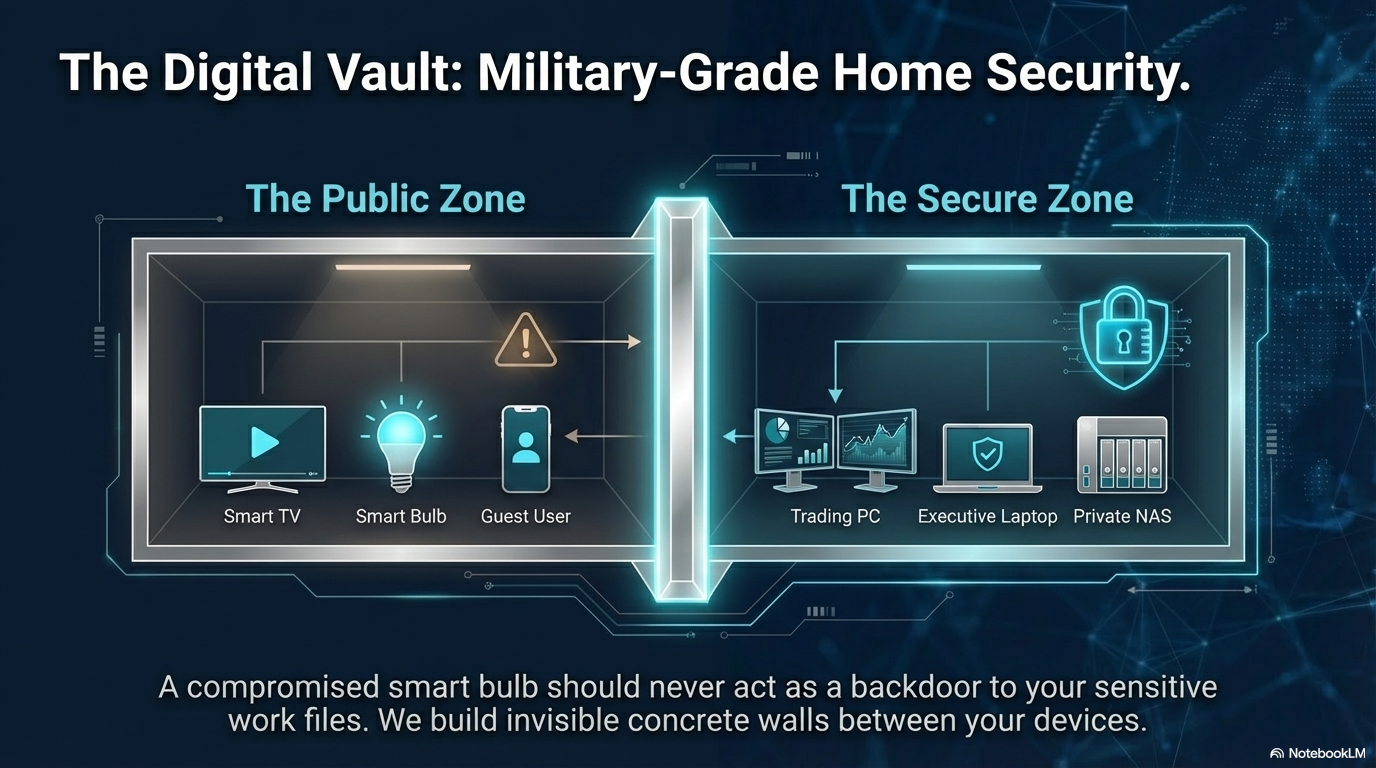 The Digital Vault: Military-Grade Home Security.
The Public Zone
The Secure Zone
Smart TV
Smart Bulb
Guest User
Trading PC
Executive Laptop
Private NAS
A compromised smart bulb should never act as a backdoor to your sensitive
work files. We build invisible concrete walls between your devices.
NotebookLM